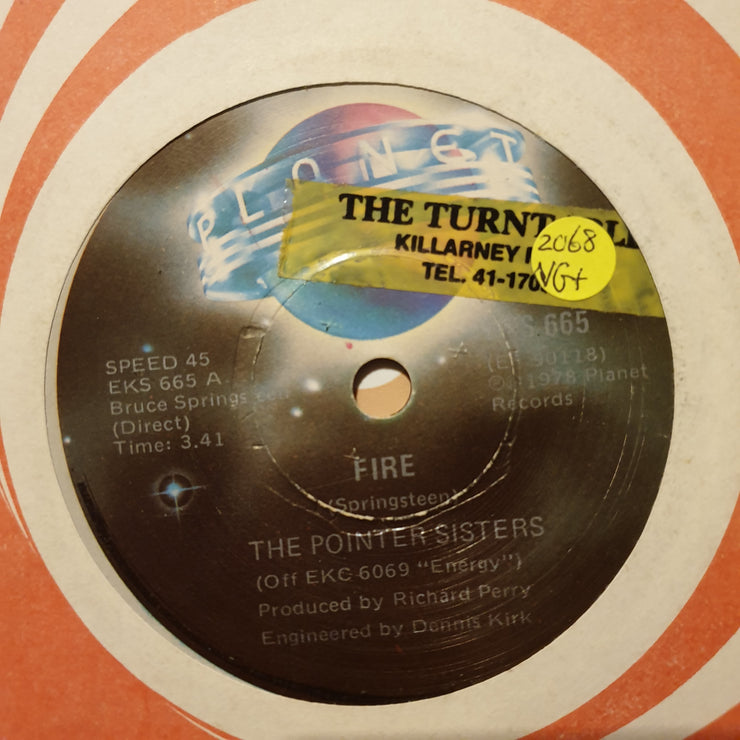 PLANET
THE TURNT
KILLARNEY
TEL. 41-170
2068
VG+
665
SPEED 45
EKS 665 A
Bruce Springsteen
(Direct)
Time: 3.41
1978 Planet
Records
FIRE
(Springsteen)
THE POINTER SISTERS
(Off EKC 6069 "Energy")
Produced by Richard Perry
Engineered by Dennis Kirk